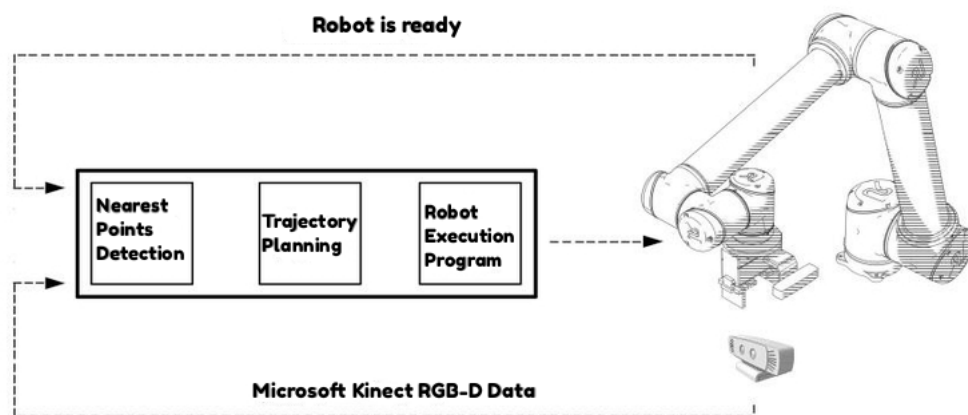 Robot is ready
Nearest
Points
Detection
Trajectory
Planning
Robot
Execution
Program
Microsoft Kinect RGB-D Data